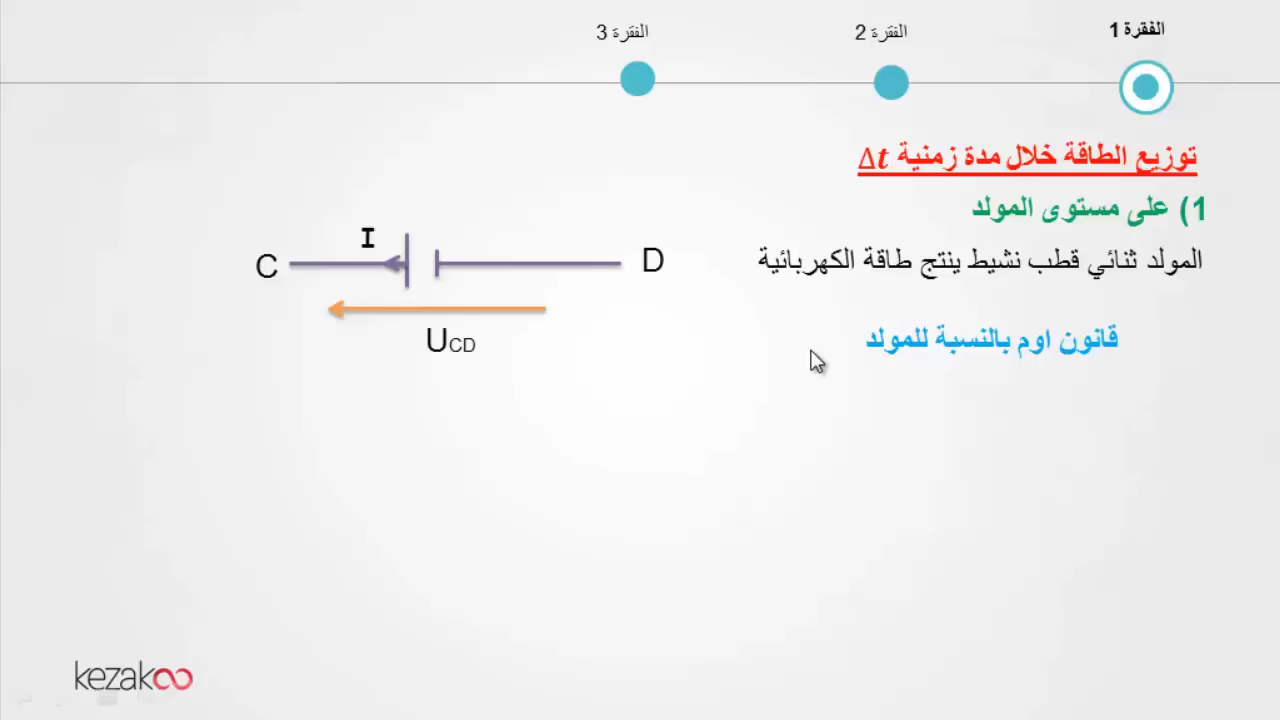 الفقرة 1
الفقرة 2
الفقرة 3
توزيع الطاقة خلال مدة زمنية Δt
1) على مستوى المولد
المولد ثنائي قطب نشيط ينتج طاقة الكهربائية
C
I
D
UCD
قانون اوم بالنسبة للمولد
kezakoo